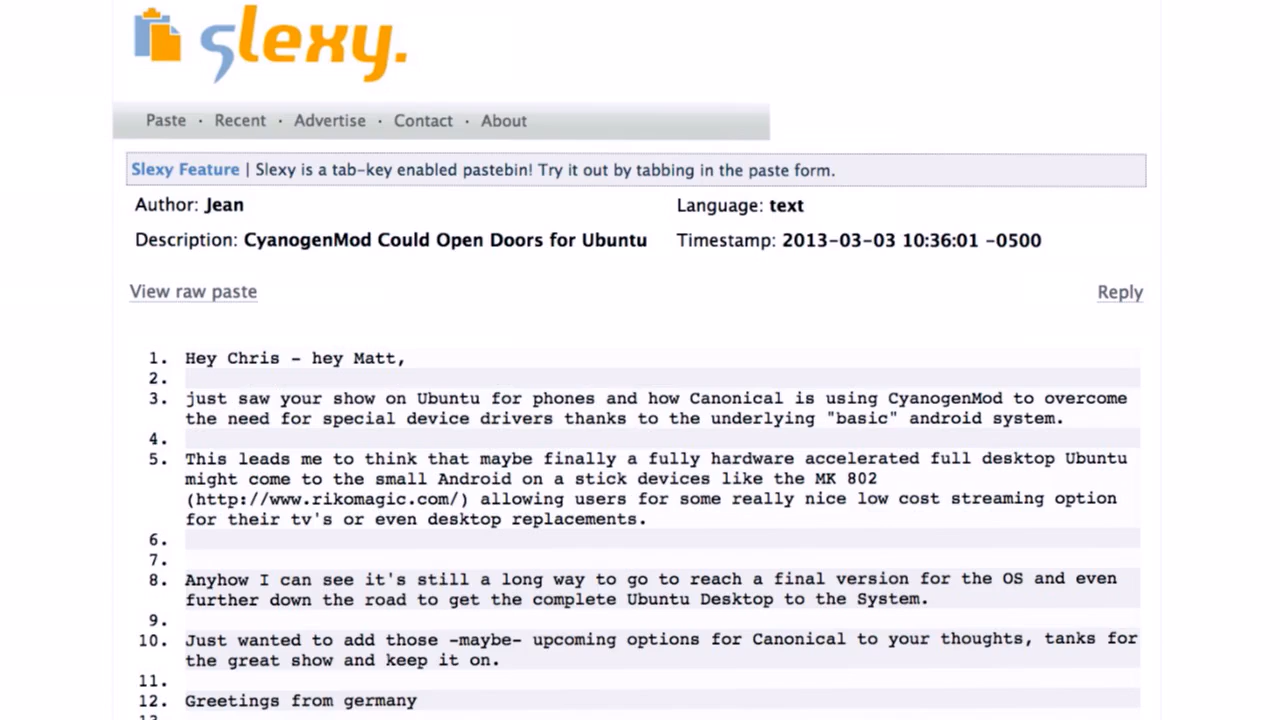 slexy.
Paste · Recent · Advertise · Contact · About
Slexy Feature | Slexy is a tab-key enabled pastebin! Try it out by tabbing in the paste form.
Author: Jean Language: text
Description: CyanogenMod Could Open Doors for Ubuntu Timestamp: 2013-03-03 10:36:01 -0500
View raw paste Reply
1. Hey Chris - hey Matt,
2.
3. just saw your show on Ubuntu for phones and how Canonical is using CyanogenMod to overcome
the need for special device drivers thanks to the underlying "basic" android system.
4.
5. This leads me to think that maybe finally a fully hardware accelerated full desktop Ubuntu
might come to the small Android on a stick devices like the MK 802
(http://www.rikomagic.com/) allowing users for some really nice low cost streaming option
for their tv's or even desktop replacements.
6.
7.
8. Anyhow I can see it's still a long way to go to reach a final version for the OS and even
further down the road to get the complete Ubuntu Desktop to the System.
9.
10. Just wanted to add those -maybe- upcoming options for Canonical to your thoughts, tanks for
the great show and keep it on.
11.
12. Greetings from germany
13.